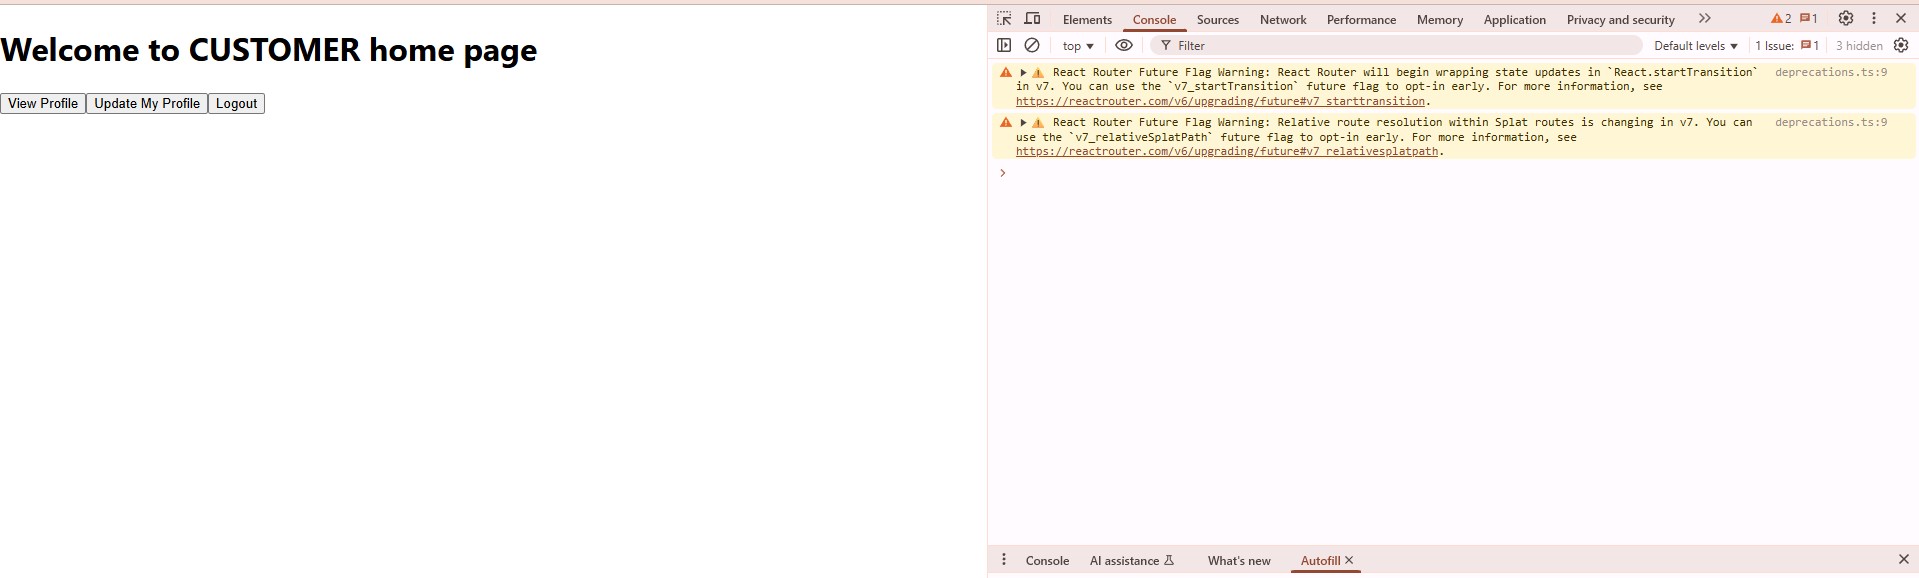 Welcome to CUSTOMER home page
View Profile Update My Profile Logout
Elements Console Sources Network Performance Memory Application Privacy and security 2 1
top Filter Default levels 1 Issue: 1 3 hidden
React Router Future Flag Warning: React Router will begin wrapping state updates in `React.startTransition` deprecations.ts:9
in v7. You can use the `v7_startTransition` future flag to opt-in early. For more information, see
https://reactrouter.com/v6/upgrading/future#v7_starttransition.
React Router Future Flag Warning: Relative route resolution within Splat routes is changing in v7. You can deprecations.ts:9
use the `v7_relativeSplatPath` future flag to opt-in early. For more information, see
https://reactrouter.com/v6/upgrading/future#v7_relativesplatpath.
Console AI assistance What's new Autofill